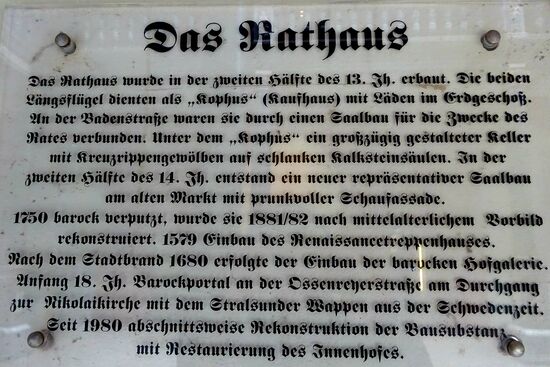 Das Rathaus
Das Rathaus wurde in der zweiten Hälfte des 13. Jh. erbaut. Die beiden
Längsflügel dienten als „Kophus“ (Kaufhaus) mit Läden im Erdgeschoß.
An der Badenstraße waren sie durch einen Saalbau für die Zwecke des
Rates verbunden. Unter dem „Kophus“ ein großzügig gestalteter Keller
mit Kreuzrippengewölben auf schlanken Kalksteinsäulen. In der
zweiten Hälfte des 14. Jh. entstand ein neuer repräsentativer Saalbau
am alten Markt mit prunkvoller Schaufassade.
1750 barock verputzt, wurde sie 1881/82 nach mittelalterlichem Vorbild
rekonstruiert. 1579 Einbau des Renaissancetreppenhauses.
Nach dem Stadtbrand 1680 erfolgte der Einbau der barocken Hofgalerie.
Anfang 18. Jh. Barockportal an der Ossenreyerstraße am Durchgang
zur Nikolaikirche mit dem Stralsunder Wappen aus der Schwedenzeit.
Seit 1980 abschnittsweise Rekonstruktion der Bausubstanz
mit Restaurierung des Innenhofes.